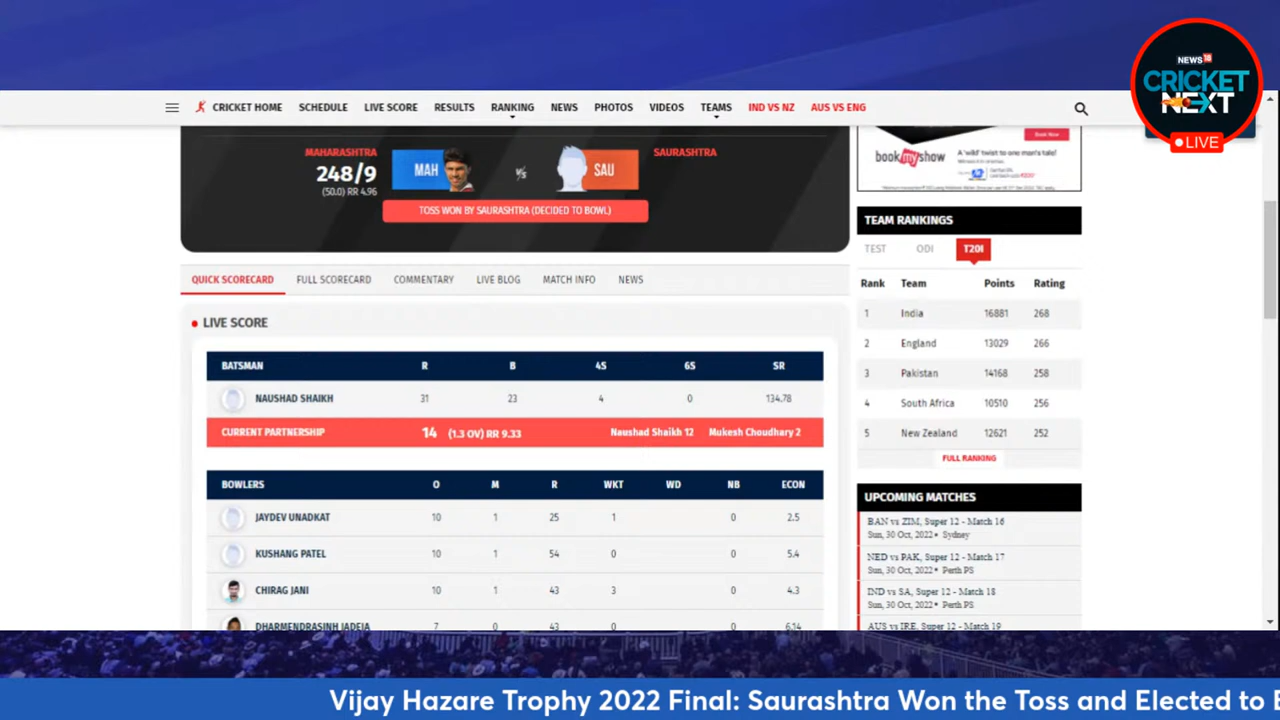 NEWS18
CRICKET
NEXT
LIVE
CRICKET HOME SCHEDULE LIVE SCORE RESULTS RANKING NEWS PHOTOS VIDEOS TEAMS IND VS NZ AUS VS ENG
MAHARASHTRA
248/9
(50.0) RR 4.96
MAH
VS
SAU
SAURASHTRA
TOSS WON BY SAURASHTRA (DECIDED TO BOWL)
Book Now
bookmyshow
A 'wild' twist to one man's tale!
QUICK SCORECARD FULL SCORECARD COMMENTARY LIVE BLOG MATCH INFO NEWS
LIVE SCORE
BATSMAN R B 4S 6S SR
NAUSHAD SHAIKH 31 23 4 0 134.78
CURRENT PARTNERSHIP 14 (1.3 OV) RR 9.33 Naushad Shaikh 12 Mukesh Choudhary 2
BOWLERS O M R WKT WD NB ECON
JAYDEV UNADKAT 10 1 25 1 0 2.5
KUSHANG PATEL 10 1 54 0 0 5.4
CHIRAG JANI 10 1 43 3 0 4.3
DHARMENDRASINH JADEJA 7 0 43 0 0 6.14
TEAM RANKINGS
TEST ODI T20I
Rank Team Points Rating
1 India 16881 268
2 England 13029 266
3 Pakistan 14168 258
4 South Africa 10510 256
5 New Zealand 12621 252
FULL RANKING
UPCOMING MATCHES
BAN vs ZIM, Super 12 - Match 16
Sun, 30 Oct, 2022• Sydney
NED vs PAK, Super 12 - Match 17
Sun, 30 Oct, 2022• Perth PS
IND vs SA, Super 12 - Match 18
Sun, 30 Oct, 2022• Perth PS
AUS vs IRE, Super 12 - Match 19
Vijay Hazare Trophy 2022 Final: Saurashtra Won the Toss and Elected to